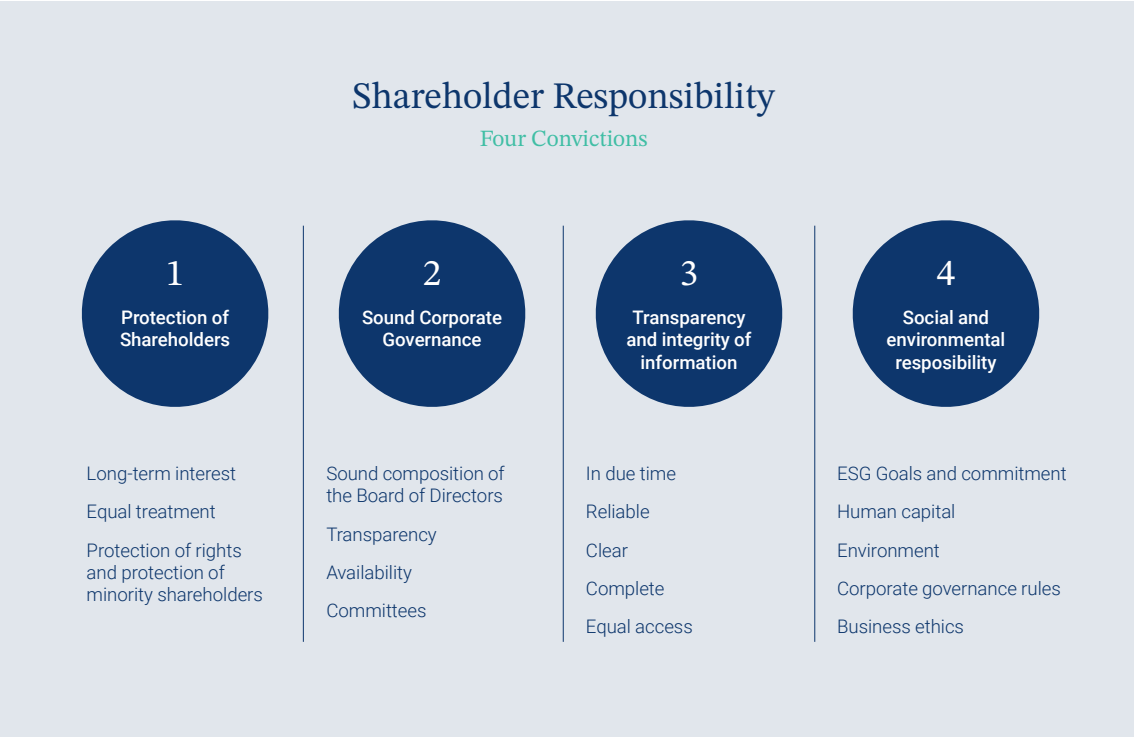 Shareholder Responsibility
Four Convictions
1
Protection of
Shareholders
2
Sound Corporate
Governance
3
Transparency
and integrity of
information
4
Social and
environmental
resposibility
Long-term interest
Equal treatment
Protection of rights
and protection of
minority shareholders
Sound composition of
the Board of Directors
Transparency
Availability
Committees
In due time
Reliable
Clear
Complete
Equal access
ESG Goals and commitment
Human capital
Environment
Corporate governance rules
Business ethics